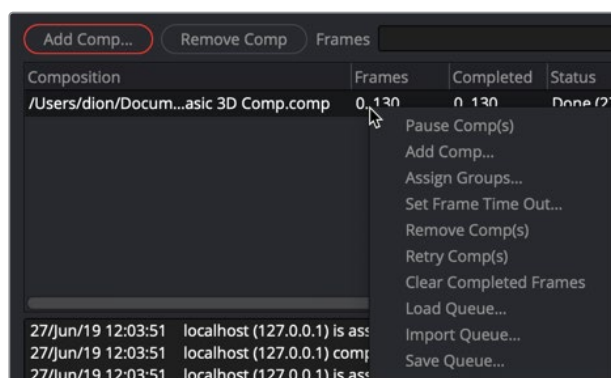 Add Comp... Remove Comp Frames
Composition Frames Completed Status
/Users/dion/Docum...asic 3D Comp.comp 0..130 0..130 Done (2
Pause Comp(s)
Add Comp...
Assign Groups...
Set Frame Time Out...
Remove Comp(s)
Retry Comp(s)
Clear Completed Frames
Load Queue...
Import Queue...
Save Queue...
27/Jun/19 12:03:51 localhost (127.0.0.1) is ass
27/Jun/19 12:03:51 localhost (127.0.0.1) comp
27/Jun/19 12:03:51 localhost (127.0.0.1) is ass